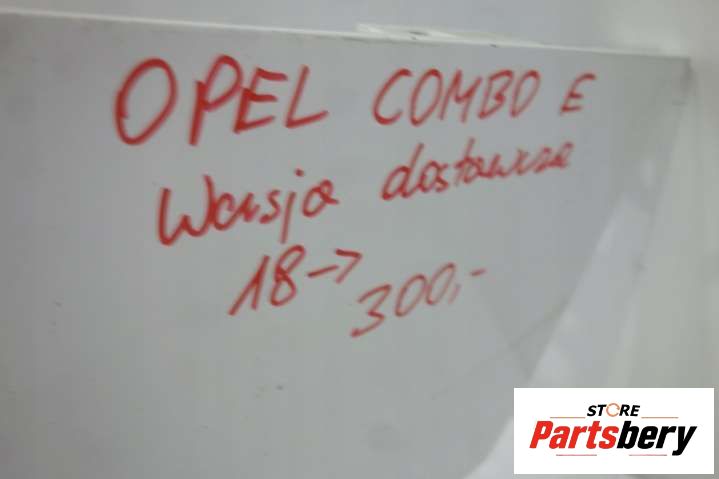 OPEL COMBO E
Wersja dostawcza
18->
300,-
STORE
Partsbery